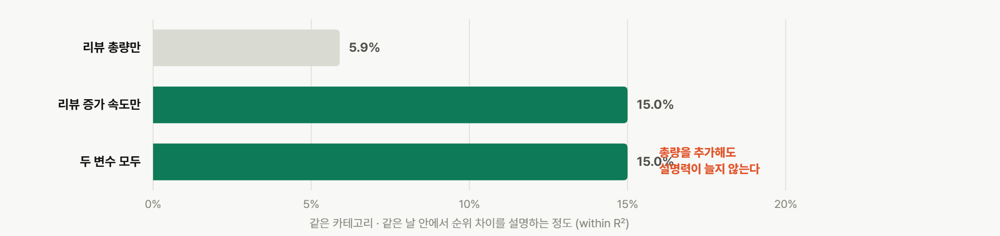 리뷰 총량만
5.9%
리뷰 증가 속도만
15.0%
두 변수 모두
15.0%
총량을 추가해도
설명력이 늘지 않는다
0%
5%
10%
15%
20%
같은 카테고리 · 같은 날 안에서 순위 차이를 설명하는 정도 (within R²)